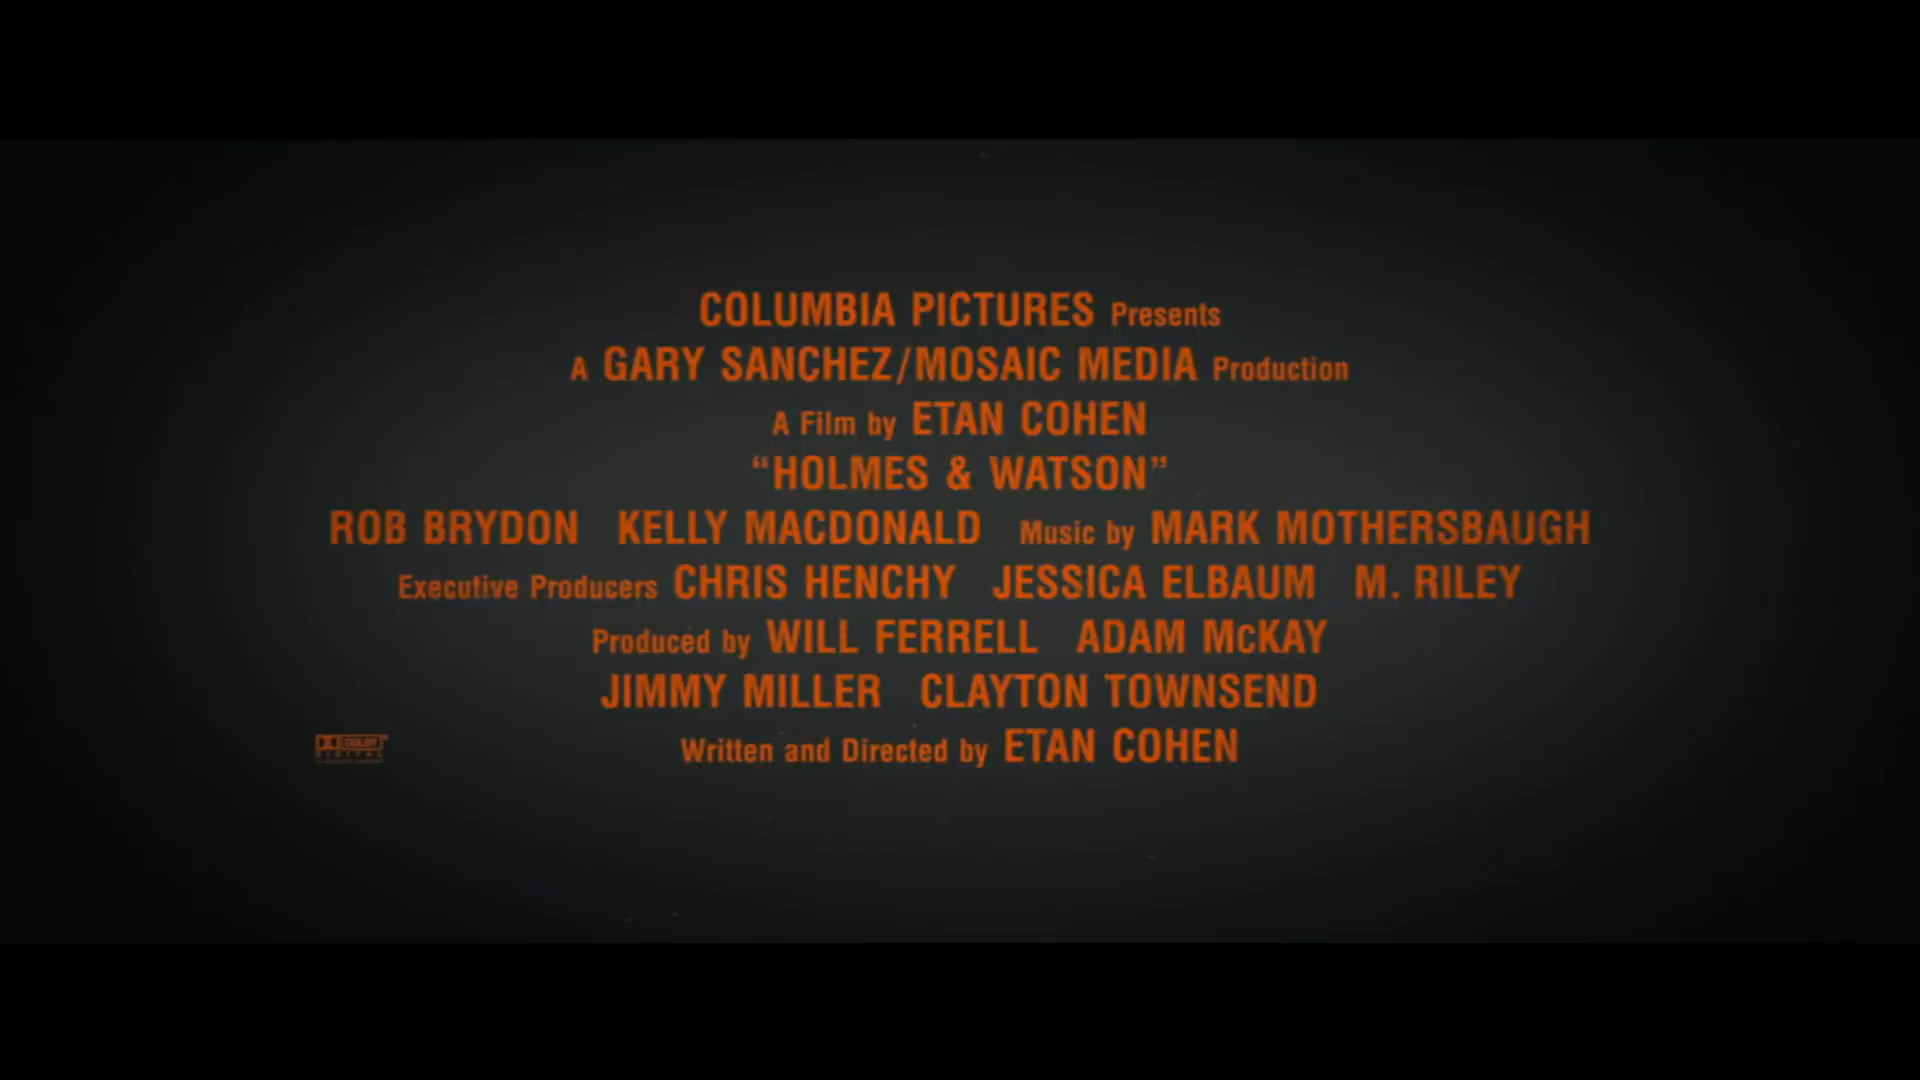 COLUMBIA PICTURES Presents
A GARY SANCHEZ/MOSAIC MEDIA Production
A Film by ETAN COHEN
“HOLMES & WATSON”
ROB BRYDON KELLY MACDONALD Music by MARK MOTHERSBAUGH
Executive Producers CHRIS HENCHY JESSICA ELBAUM M. RILEY
Produced by WILL FERRELL ADAM McKAY
JIMMY MILLER CLAYTON TOWNSEND
Written and Directed by ETAN COHEN
DOLBY
DIGITAL